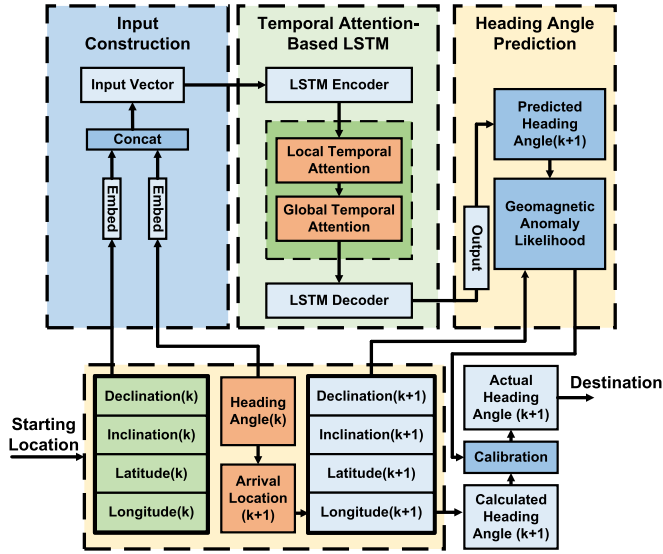 Input
Construction
Input Vector
Concat
Embed
Embed
Temporal Attention-
Based LSTM
LSTM Encoder
Local Temporal
Attention
Global Temporal
Attention
LSTM Decoder
Heading Angle
Prediction
Predicted
Heading
Angle(k+1)
Geomagnetic
Anomaly
Likelihood
Output
Starting
Location
Declination(k)
Inclination(k)
Latitude(k)
Longitude(k)
Heading
Angle(k)
Arrival
Location
(k+1)
Declination(k+1)
Inclination(k+1)
Latitude(k+1)
Longitude(k+1)
Actual
Heading
Angle (k+1)
Destination
Calibration
Calculated
Heading
Angle (k+1)